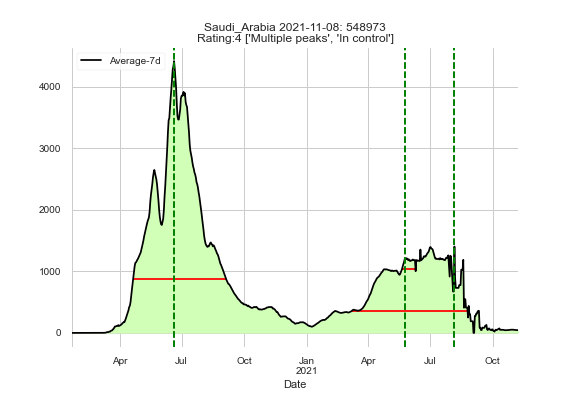 Saudi_Arabia 2021-11-08: 548973
Rating:4 ['Multiple peaks', 'In control']
Average-7d
4000
3000
2000
1000
0
Apr
Jul
Oct
Jan
2021
Apr
Jul
Oct
Date